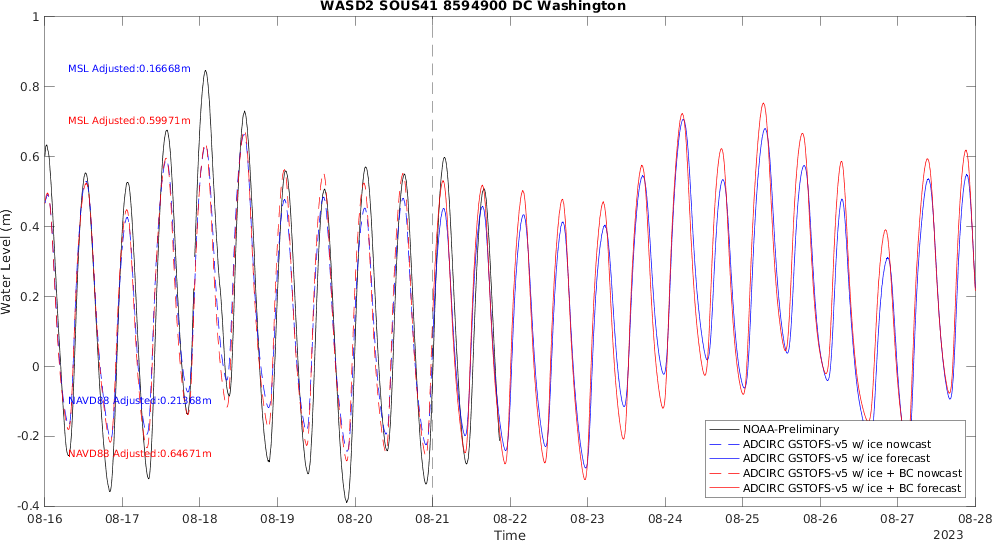 WASD2 SOUS41 8594900 DC Washington
1
0.8
0.6
0.4
0.2
0
-0.2
-0.4
Water Level (m)
MSL Adjusted:0.16668m
MSL Adjusted:0.59971m
NAVD88 Adjusted:0.21368m
NAVD88 Adjusted:0.64671m
NOAA-Preliminary
ADCIRC GSTOFS-v5 w/ ice nowcast
ADCIRC GSTOFS-v5 w/ ice forecast
ADCIRC GSTOFS-v5 w/ ice + BC nowcast
ADCIRC GSTOFS-v5 w/ ice + BC forecast
08-16 08-17 08-18 08-19 08-20 08-21 08-22 08-23 08-24 08-25 08-26 08-27 08-28
Time
2023